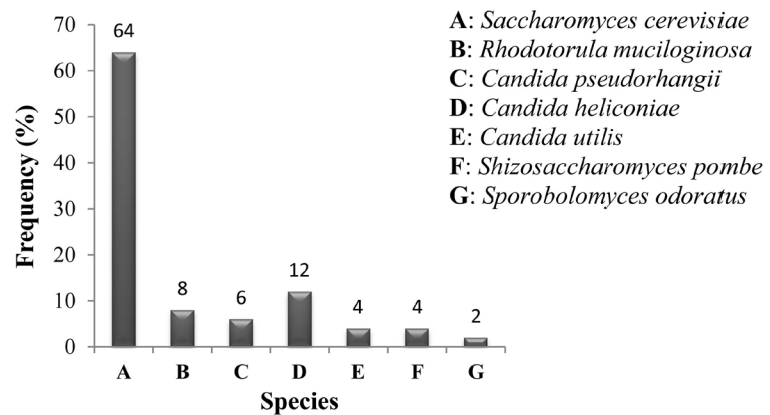 70
60
50
40
30
20
10
0
Frequency (%)
64
8
6
12
4
4
2
A B C D E F G
Species
A: Saccharomyces cerevisiae
B: Rhodotorula muciloginosa
C: Candida pseudorhangii
D: Candida heliconiae
E: Candida utilis
F: Shizosaccharomyces pombe
G: Sporobolomyces odoratus